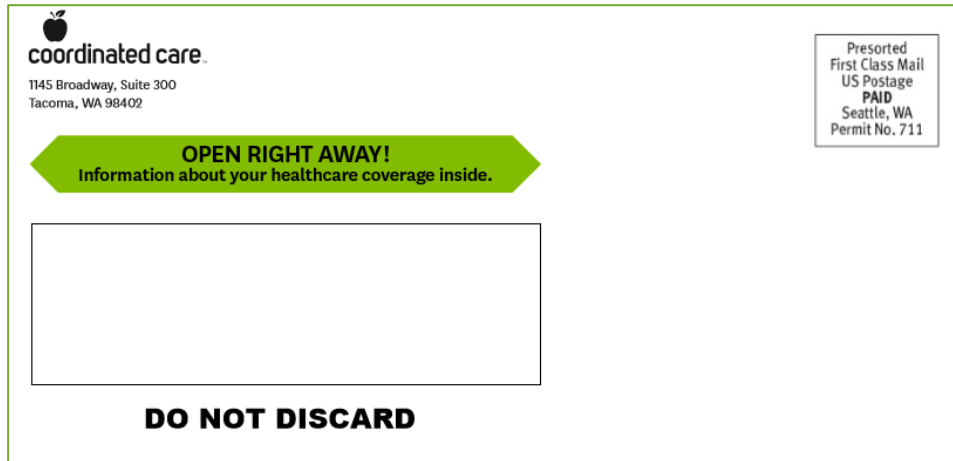 coordinated care™
1145 Broadway, Suite 300
Tacoma, WA 98402
Presorted
First Class Mail
US Postage
PAID
Seattle, WA
Permit No. 711
OPEN RIGHT AWAY!
Information about your healthcare coverage inside.
DO NOT DISCARD